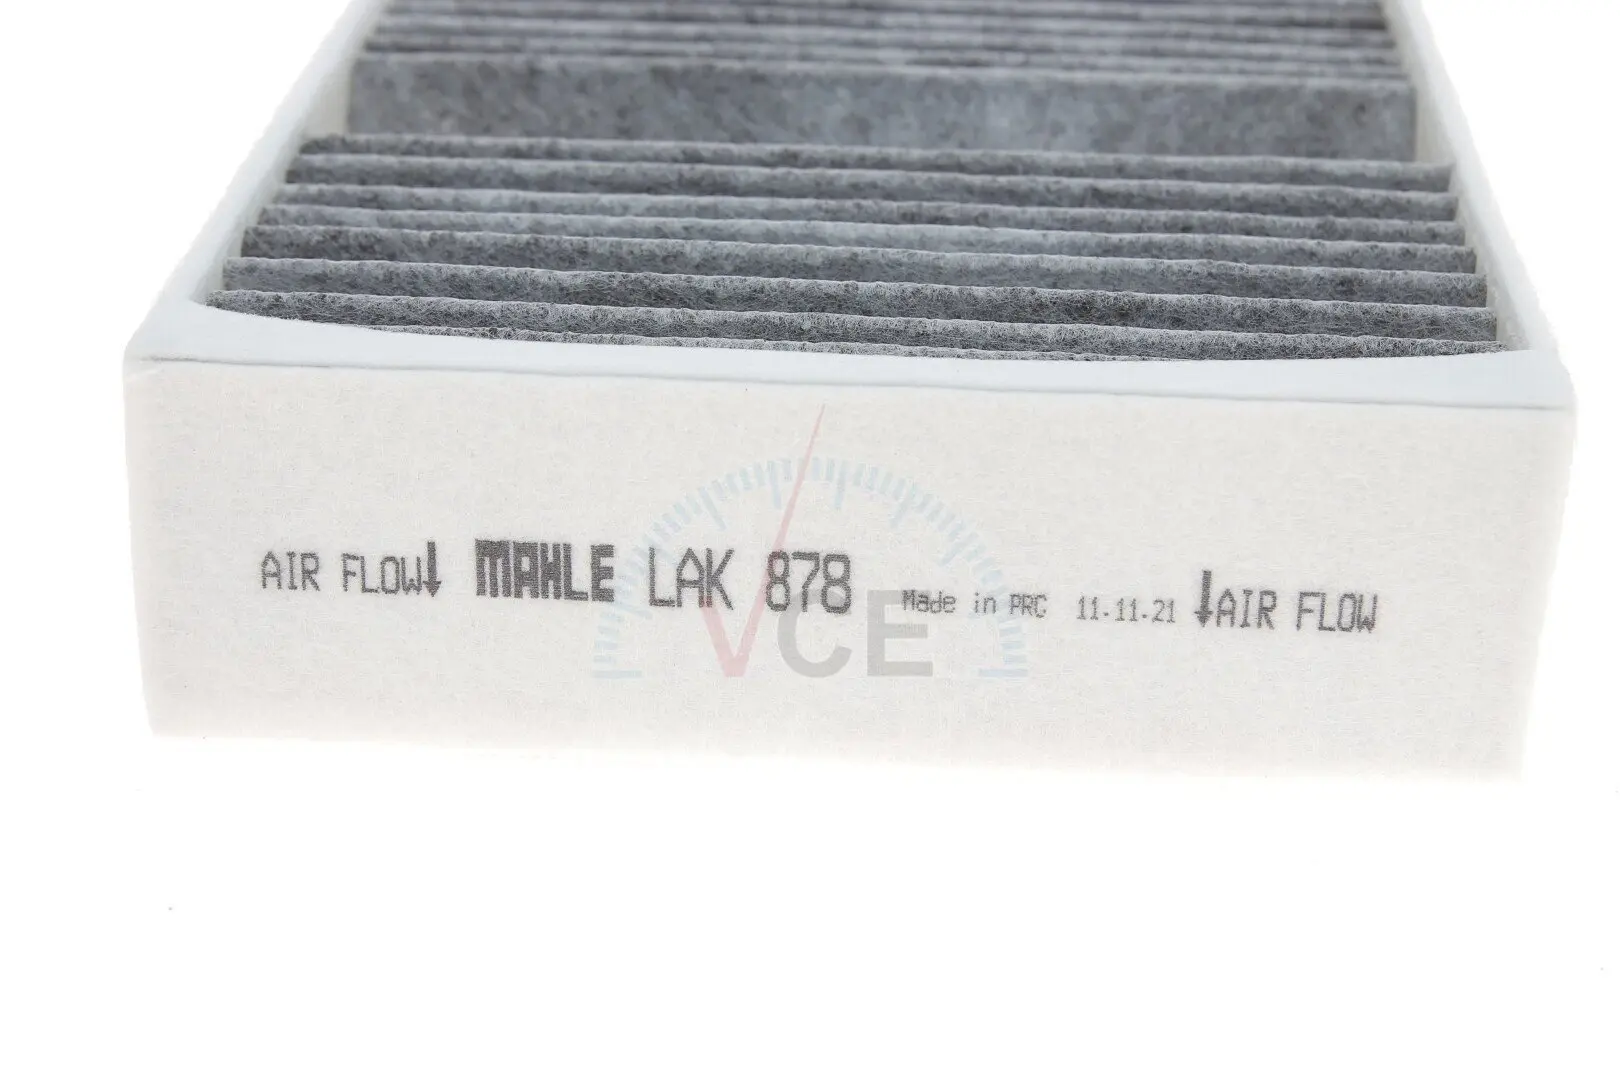 AIR FLOW↓ MAHLE LAK 878 Made in PRC 11.11.21 ↓AIR FLOW
VCE